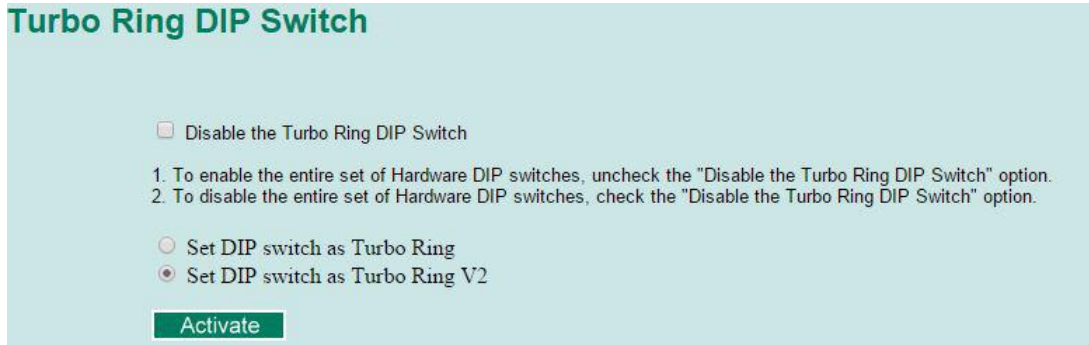 Turbo Ring DIP Switch
Disable the Turbo Ring DIP Switch
1. To enable the entire set of Hardware DIP switches, uncheck the "Disable the Turbo Ring DIP Switch" option.
2. To disable the entire set of Hardware DIP switches, check the "Disable the Turbo Ring DIP Switch" option.
Set DIP switch as Turbo Ring
Set DIP switch as Turbo Ring V2
Activate